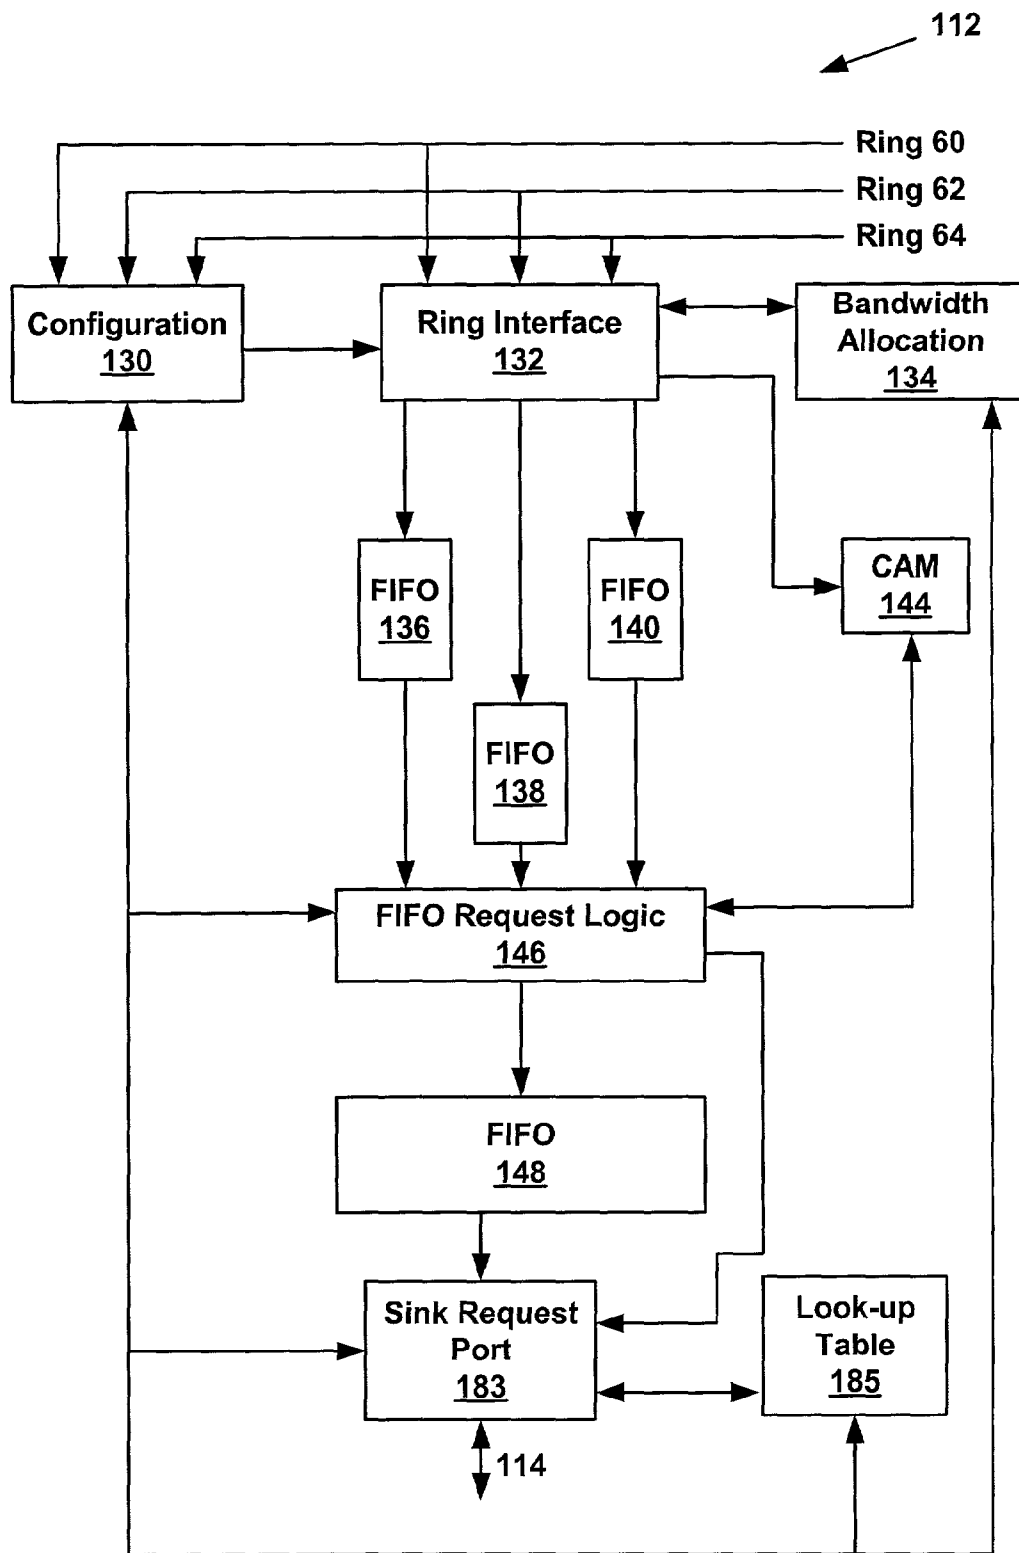 112
Ring 60
Ring 62
Ring 64
Configuration
130
Ring Interface
132
Bandwidth
Allocation
134
FIFO
136
FIFO
140
CAM
144
FIFO
138
FIFO Request Logic
146
FIFO
148
Sink Request
Port
183
Look-up
Table
185
114